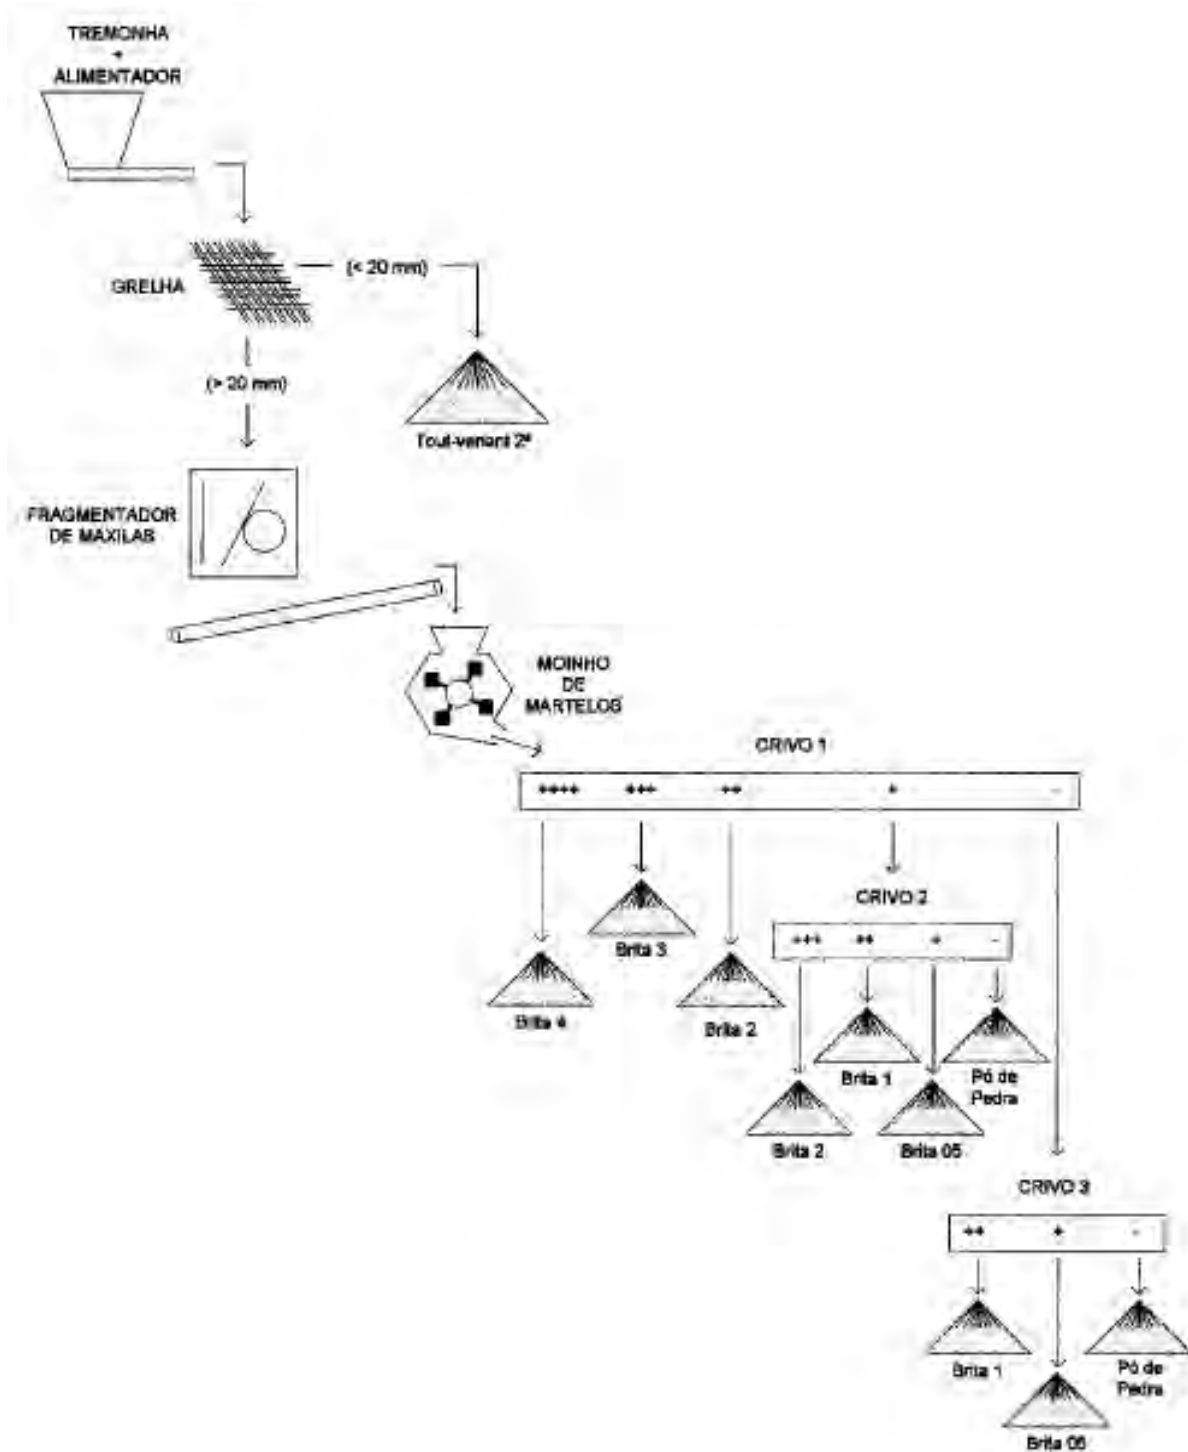 TREMONHA
+
ALIMENTADOR
GRELHA
(< 20 mm)
(> 20 mm)
Tout-venant 2ª
FRAGMENTADOR
DE MAXILAS
MOINHO
DE
MARTELOS
CRIVO 1
++++ +++ ++ + -
CRIVO 2
+++ ++ + -
Brita 3
Brita 4
Brita 2
Brita 1
Pó de
Pedra
Brita 2
Brita 05
CRIVO 3
++ + -
Brita 1
Pó de
Pedra
Brita 05